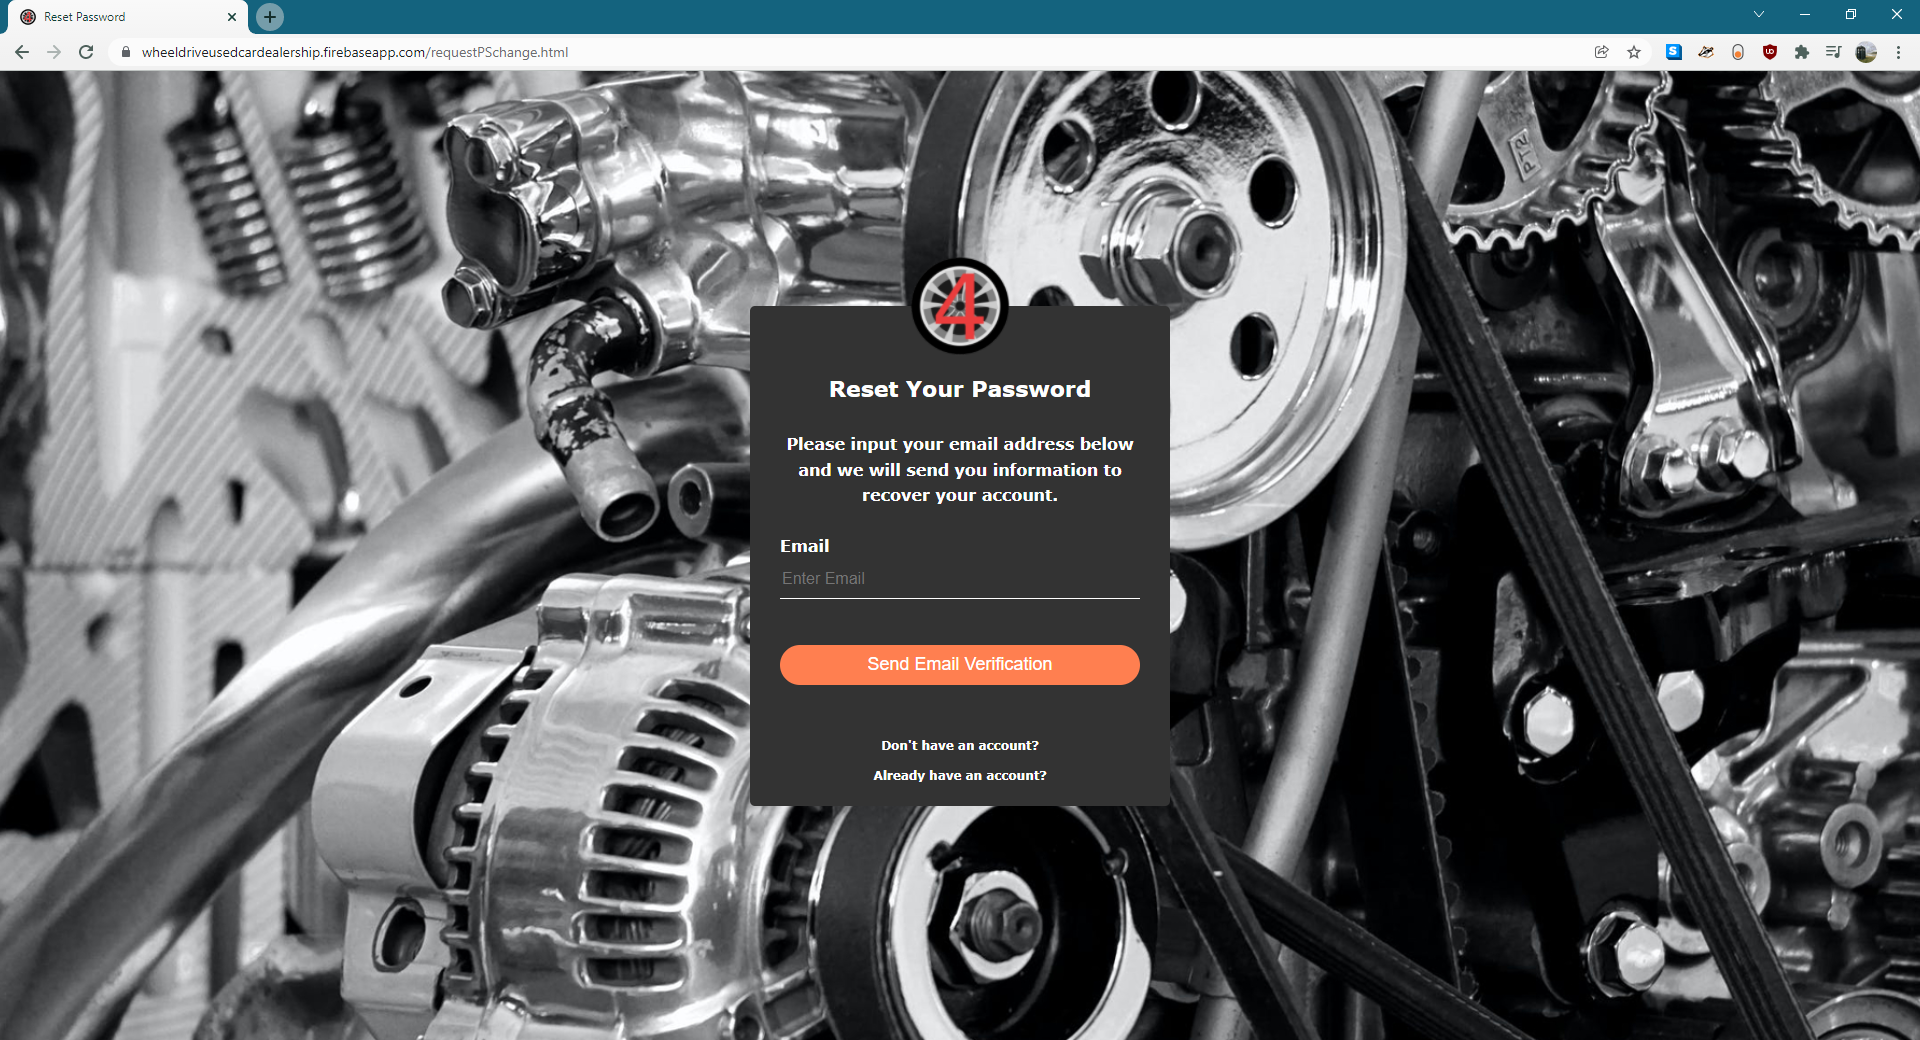 Reset Password
wheeldriveusedcardealership.firebaseapp.com/requestPSchange.html
PT2
4
Reset Your Password
Please input your email address below
and we will send you information to
recover your account.
Email
Enter Email
Send Email Verification
Don't have an account?
Already have an account?